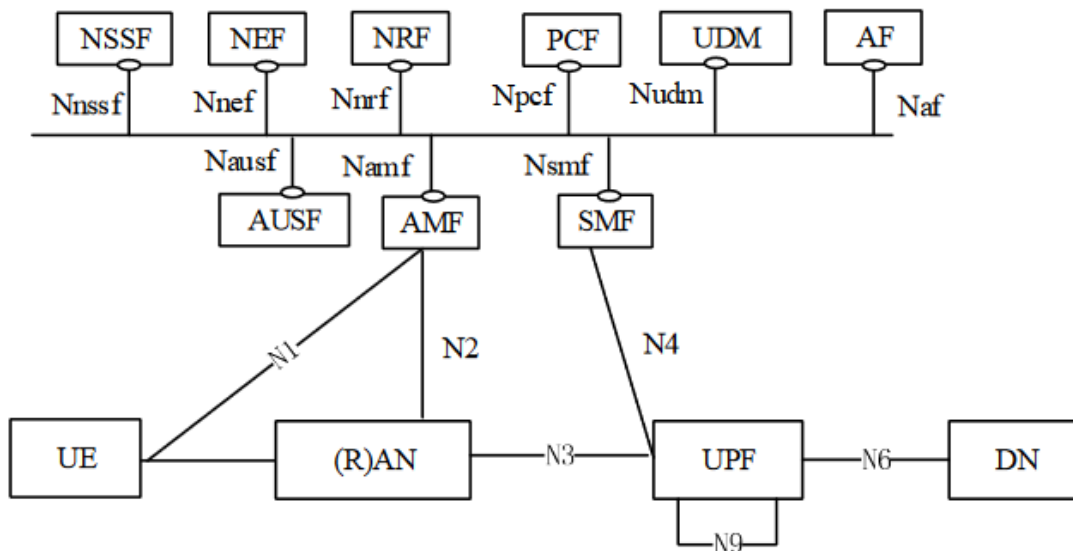 NSSF NEF NRF PCF UDM AF
Nnssf Nnef Nnrf Npcf Nudm Naf
Nausf Namf Nsmf
AUSF AMF SMF
N1 N2 N4
UE (R)AN N3 UPF N6 DN
N9